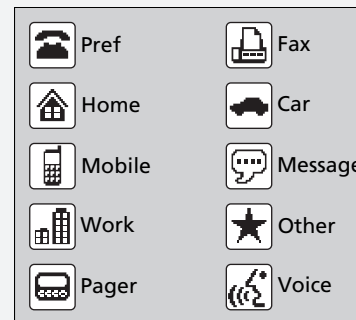 Pref
Fax
Home
Car
Mobile
Message
Work
Other
Pager
Voice